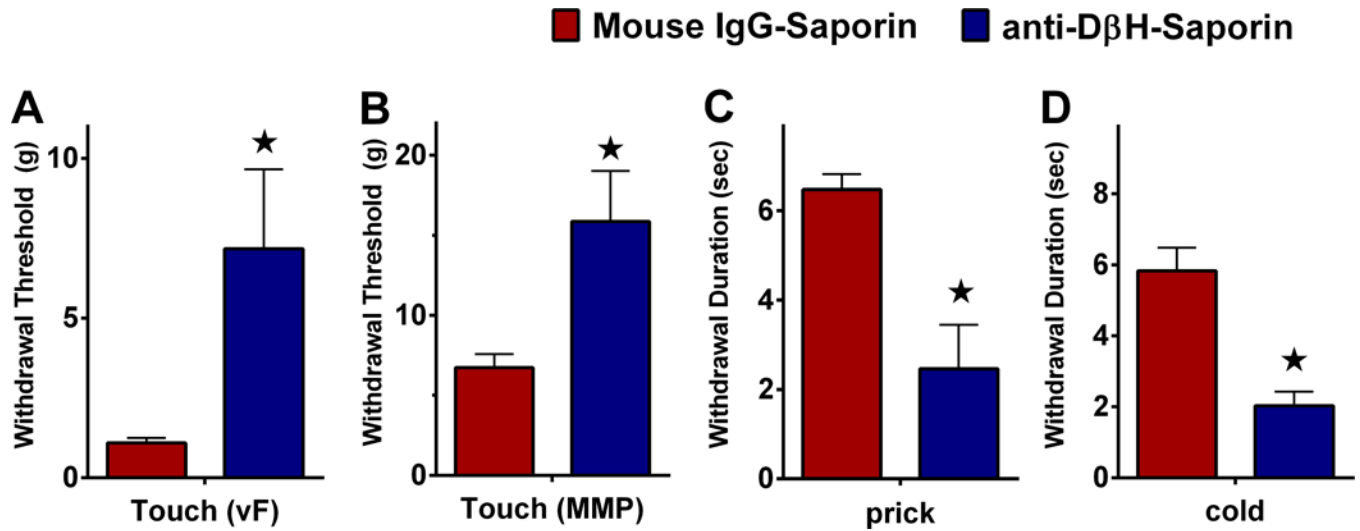 Mouse IgG-Saporin anti-DβH-Saporin
A
Withdrawal Threshold (g)
10
5
0
Touch (vF)
B
Withdrawal Threshold (g)
20
10
0
Touch (MMP)
C
Withdrawal Duration (sec)
6
4
2
0
prick
D
Withdrawal Duration (sec)
8
6
4
2
0
cold